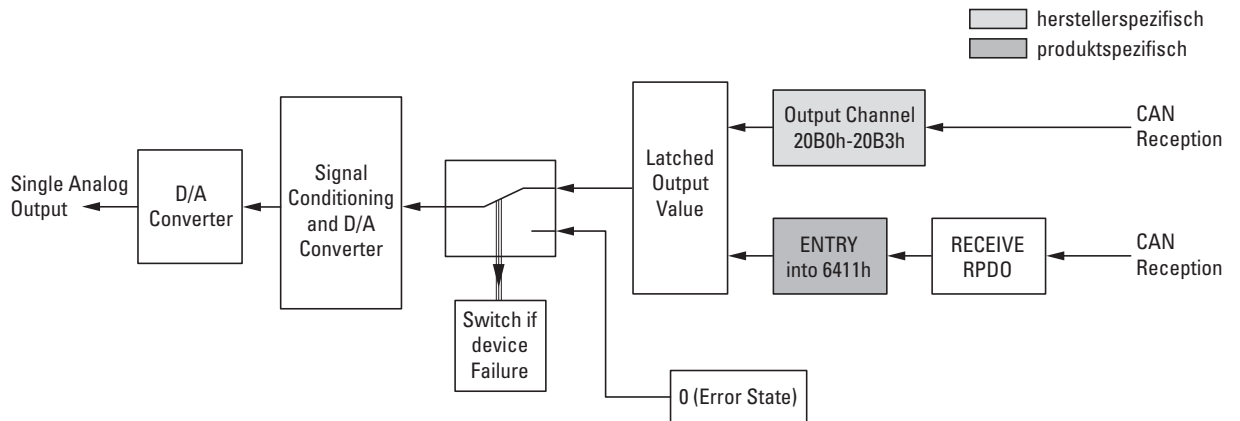 herstellerspezifisch
produktspezifisch
Output Channel
20B0h-20B3h
CAN
Reception
Signal
Conditioning
and D/A
Converter
Latched
Output
Value
Single Analog
Output
D/A
Converter
ENTRY
into 6411h
RECEIVE
RPDO
CAN
Reception
Switch if
device
Failure
0 (Error State)